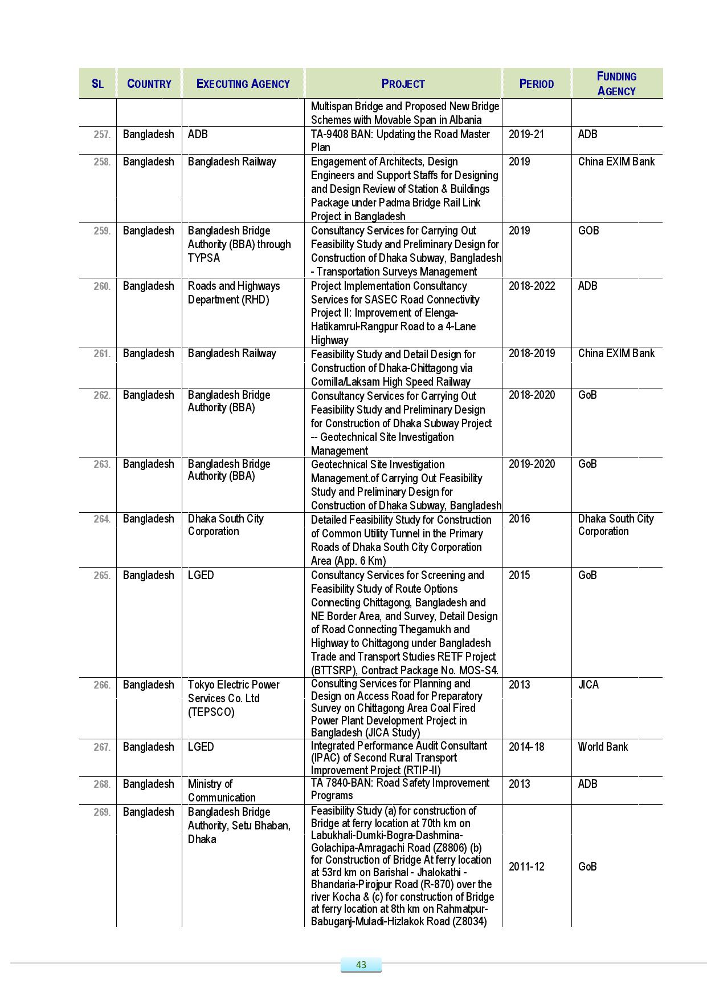 SL COUNTRY EXECUTING AGENCY PROJECT PERIOD FUNDING AGENCY
Multispan Bridge and Proposed New Bridge
Schemes with Movable Span in Albania
257. Bangladesh ADB TA-9408 BAN: Updating the Road Master 2019-21 ADB
Plan
258. Bangladesh Bangladesh Railway Engagement of Architects, Design 2019 China EXIM Bank
Engineers and Support Staffs for Designing
and Design Review of Station & Buildings
Package under Padma Bridge Rail Link
Project in Bangladesh
259. Bangladesh Bangladesh Bridge Consultancy Services for Carrying Out 2019 GOB
Authority (BBA) through Feasibility Study and Preliminary Design for
TYPSA Construction of Dhaka Subway, Bangladesh
- Transportation Surveys Management
260. Bangladesh Roads and Highways Project Implementation Consultancy 2018-2022 ADB
Department (RHD) Services for SASEC Road Connectivity
Project II: Improvement of Elenga-
Hatikamrul-Rangpur Road to a 4-Lane
Highway
261. Bangladesh Bangladesh Railway Feasibility Study and Detail Design for 2018-2019 China EXIM Bank
Construction of Dhaka-Chittagong via
Comilla/Laksam High Speed Railway
262. Bangladesh Bangladesh Bridge Consultancy Services for Carrying Out 2018-2020 GoB
Authority (BBA) Feasibility Study and Preliminary Design
for Construction of Dhaka Subway Project
-- Geotechnical Site Investigation
Management
263. Bangladesh Bangladesh Bridge Geotechnical Site Investigation 2019-2020 GoB
Authority (BBA) Management.of Carrying Out Feasibility
Study and Preliminary Design for
Construction of Dhaka Subway, Bangladesh
264. Bangladesh Dhaka South City Detailed Feasibility Study for Construction 2016 Dhaka South City
Corporation of Common Utility Tunnel in the Primary Corporation
Roads of Dhaka South City Corporation
Area (App. 6 Km)
265. Bangladesh LGED Consultancy Services for Screening and 2015 GoB
Feasibility Study of Route Options
Connecting Chittagong, Bangladesh and
NE Border Area, and Survey, Detail Design
of Road Connecting Thegamukh and
Highway to Chittagong under Bangladesh
Trade and Transport Studies RETF Project
(BTTSRP), Contract Package No. MOS-S4.
266. Bangladesh Tokyo Electric Power Consulting Services for Planning and 2013 JICA
Services Co. Ltd Design on Access Road for Preparatory
(TEPSCO) Survey on Chittagong Area Coal Fired
Power Plant Development Project in
Bangladesh (JICA Study)
267. Bangladesh LGED Integrated Performance Audit Consultant 2014-18 World Bank
(IPAC) of Second Rural Transport
Improvement Project (RTIP-II)
268. Bangladesh Ministry of TA 7840-BAN: Road Safety Improvement 2013 ADB
Communication Programs
269. Bangladesh Bangladesh Bridge Feasibility Study (a) for construction of
Authority, Setu Bhaban, Bridge at ferry location at 70th km on
Dhaka Labukhali-Dumki-Bogra-Dashmina-
Golachipa-Amragachi Road (Z8806) (b)
for Construction of Bridge At ferry location 2011-12 GoB
at 53rd km on Barishal - Jhalokathi -
Bhandaria-Pirojpur Road (R-870) over the
river Kocha & (c) for construction of Bridge
at ferry location at 8th km on Rahmatpur-
Babuganj-Muladi-Hizlakok Road (Z8034)
43